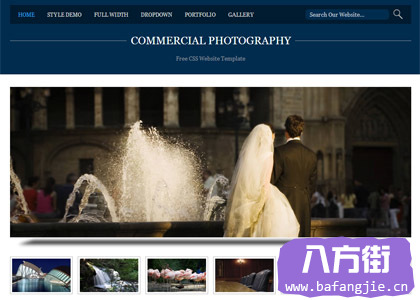 HOME STYLE DEMO FULL WIDTH DROPDOWN PORTFOLIO GALLERY Search Our Website...
COMMERCIAL PHOTOGRAPHY
Free CSS Website Template
八方街
www.bafangjie.cn